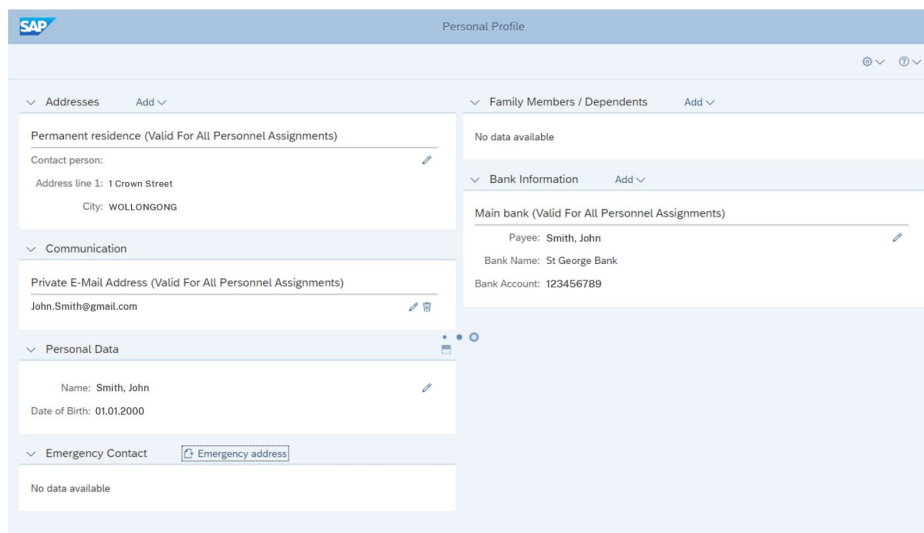 SAP
Personal Profile
Addresses Add
Permanent residence (Valid For All Personnel Assignments)
Contact person:
Address line 1: 1 Crown Street
City: WOLLONGONG
Communication
Private E-Mail Address (Valid For All Personnel Assignments)
John.Smith@gmail.com
Personal Data
Name: Smith, John
Date of Birth: 01.01.2000
Emergency Contact Emergency address
No data available
Family Members / Dependents Add
No data available
Bank Information Add
Main bank (Valid For All Personnel Assignments)
Payee: Smith, John
Bank Name: St George Bank
Bank Account: 123456789